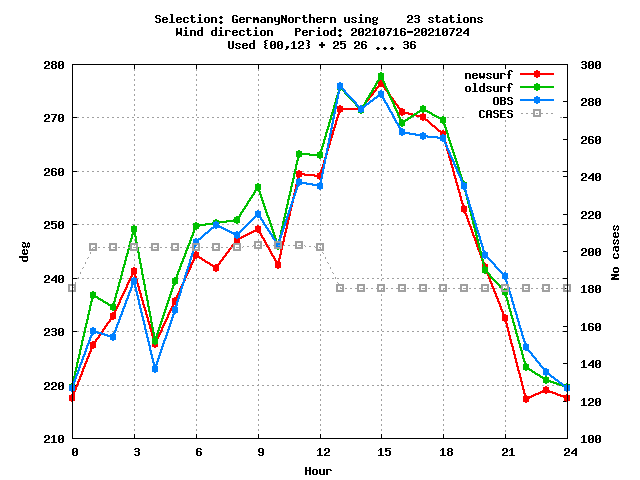 Selection: GermanyNorthern using    23 stations
Wind direction   Period: 20210716-20210724
Used {00,12} + 25 26 ... 36
280 300
newsurf
oldsurf
OBS
CASES
280
270
260
260
240
250
220
200
240
180
230
160
220
140
120
210 100
deg
No cases
0 3 6 9 12 15 18 21 24
Hour